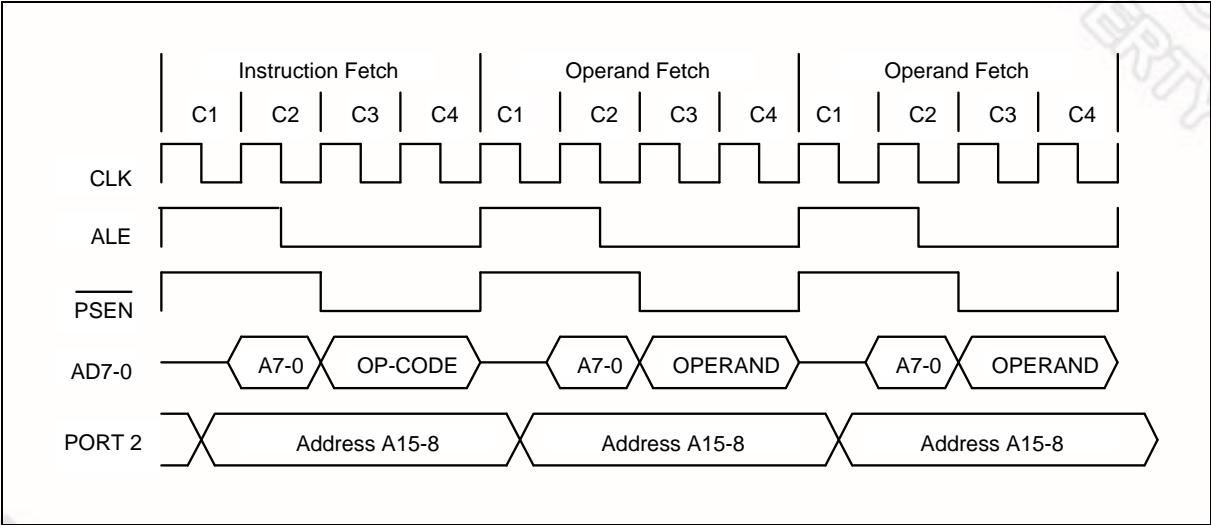 Instruction Fetch Operand Fetch Operand Fetch
C1 C2 C3 C4 C1 C2 C3 C4 C1 C2 C3 C4
CLK
ALE
PSEN
AD7-0 A7-0 OP-CODE A7-0 OPERAND A7-0 OPERAND
PORT 2 Address A15-8 Address A15-8 Address A15-8